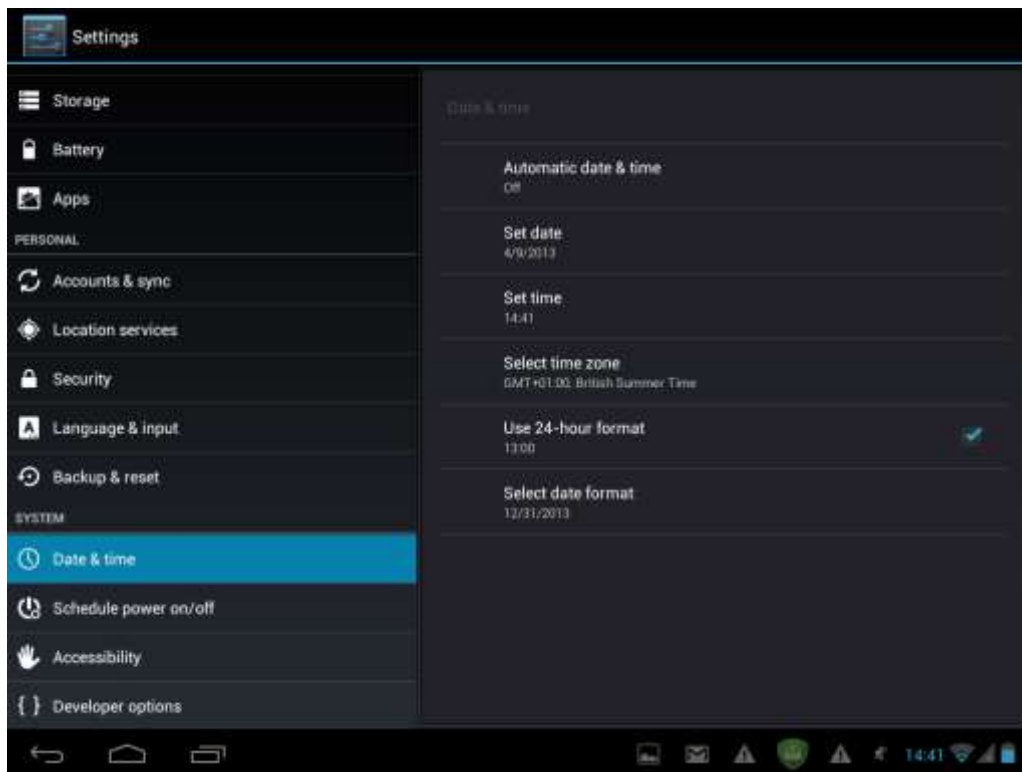 Settings
Storage
Battery
Apps
PERSONAL
Accounts & sync
Location services
Security
Language & input
Backup & reset
SYSTEM
Date & time
Schedule power on/off
Accessibility
{ } Developer options
Date & time
Automatic date & time
Off
Set date
4/9/2013
Set time
14:41
Select time zone
GMT+01:00, British Summer Time
Use 24-hour format
13:00
Select date format
12/31/2013
14:41